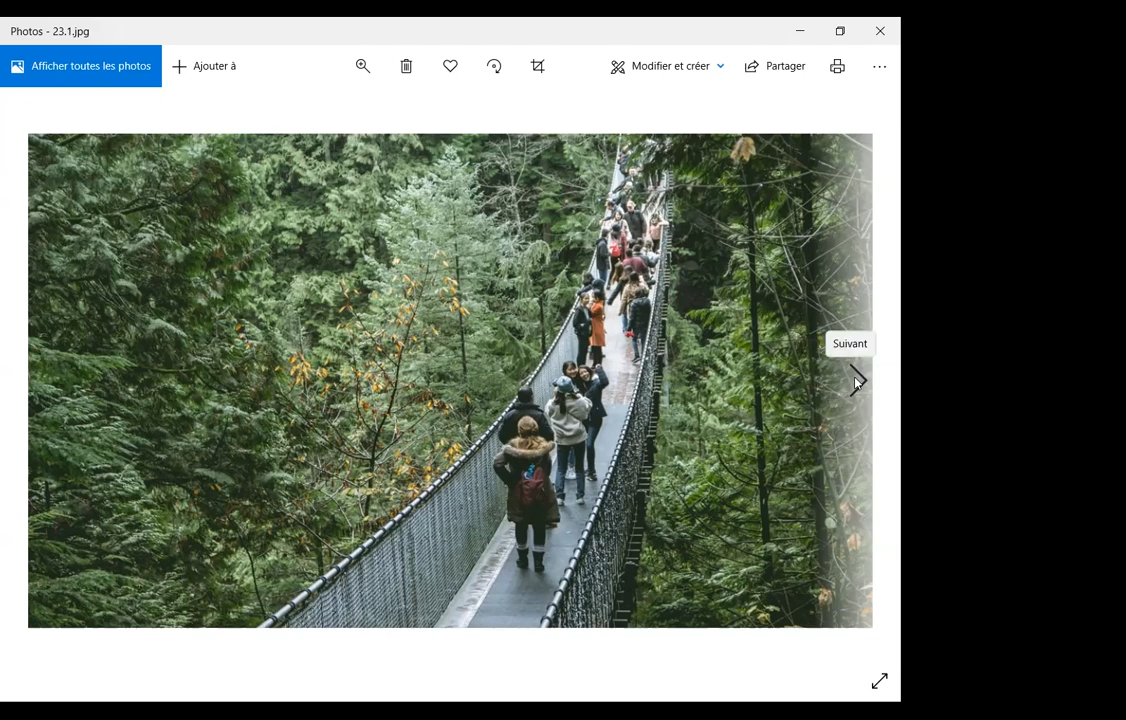 Photos - 23.1.jpg
Afficher toutes les photos
Ajouter à
Modifier et créer
Partager
Suivant